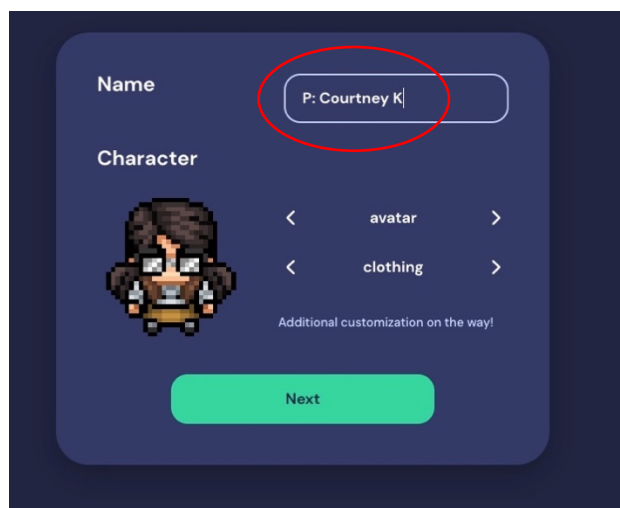 Name
P: Courtney K
Character
< avatar >
< clothing >
Additional customization on the way!
Next